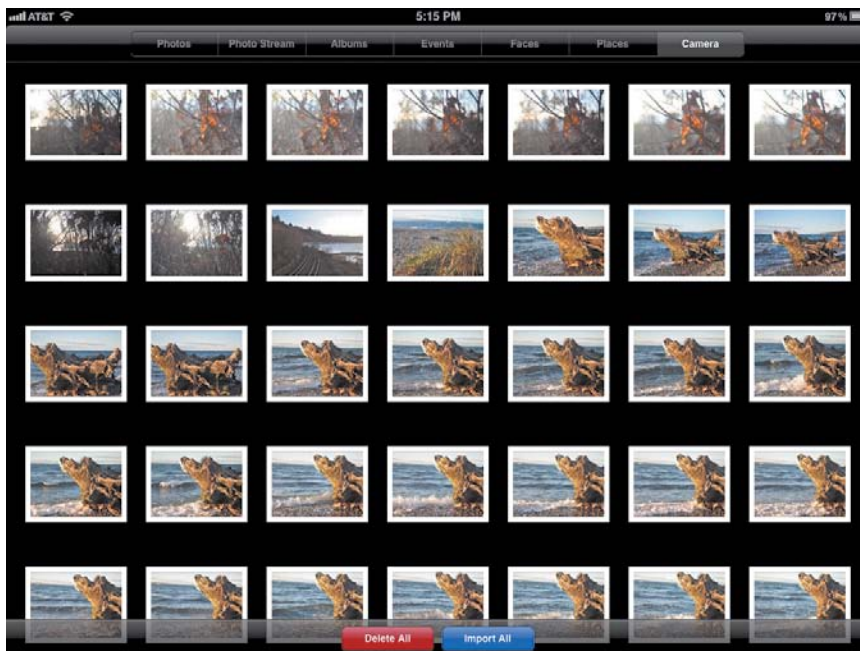 AT&T 5:15 PM 97%
Photos Photo Stream Albums Events Faces Places Camera
Delete All Import All